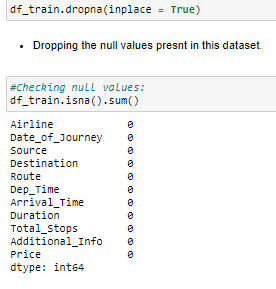 df_train.dropna(inplace = True)
• Dropping the null values presnt in this dataset.
#Checking null values:
df_train.isna().sum()
Airline 0
Date_of_Journey 0
Source 0
Destination 0
Route 0
Dep_Time 0
Arrival_Time 0
Duration 0
Total_Stops 0
Additional_Info 0
Price 0
dtype: int64